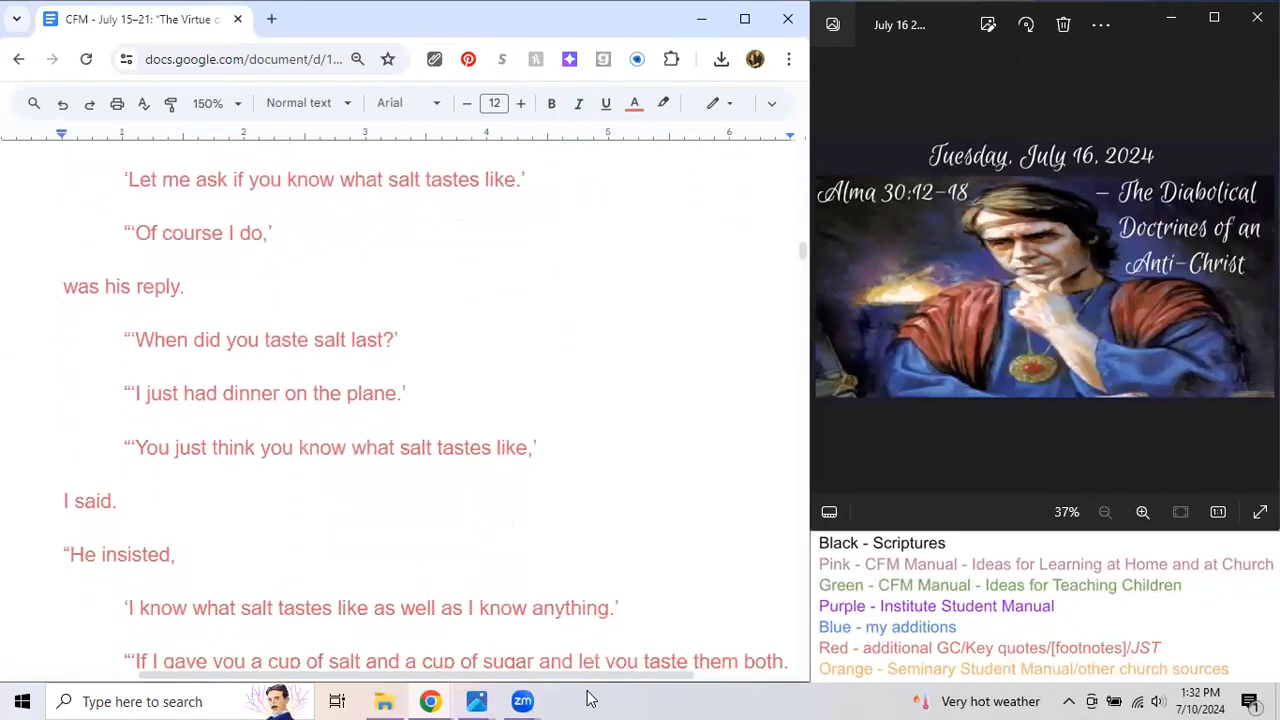 CFM - July 15–21: “The Virtue o
docs.google.com/document/d/1...
150%
Normal text
Arial
12
1 2 3 4 5 6
‘Let me ask if you know what salt tastes like.’
“‘Of course I do,’
was his reply.
“‘When did you taste salt last?’
“‘I just had dinner on the plane.’
“‘You just think you know what salt tastes like,’
I said.
“He insisted,
‘I know what salt tastes like as well as I know anything.’
“‘If I gave you a cup of salt and a cup of sugar and let you taste them both.
July 16 2...
Tuesday, July 16, 2024
Alma 30:12-18 – The Diabolical
Doctrines of an
Anti-Christ
37%
Black - Scriptures
Pink - CFM Manual - Ideas for Learning at Home and at Church
Green - CFM Manual - Ideas for Teaching Children
Purple - Institute Student Manual
Blue - my additions
Red - additional GC/Key quotes/[footnotes]/JST
Orange - Seminary Student Manual/other church sources
Type here to search
zm
Very hot weather
1:32 PM
7/10/2024
1